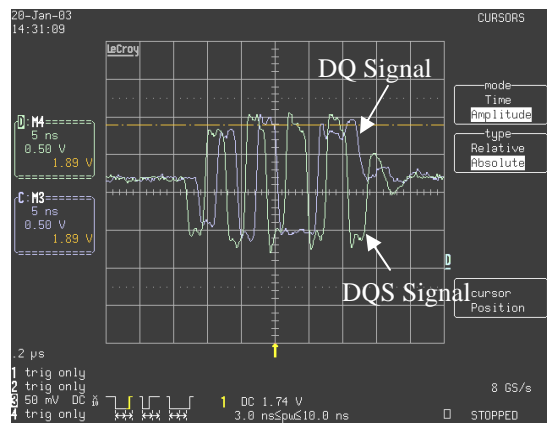 20-Jan-03
14:31:09
LeCroy
CURSORS
DQ Signal
mode
Time
Amplitude
type
Relative
Absolute
D:M4
5 ns
0.50 V
1.89 V
C:M3
5 ns
0.50 V
1.89 V
D
DQS Signal
cursor
Position
.2 µs
1 trig only
2 trig only
3 50 mV DC
4 trig only
1 DC 1.74 V
3.0 ns≤pw≤10.0 ns
8 GS/s
STOPPED